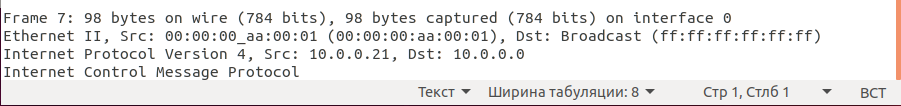 Frame 7: 98 bytes on wire (784 bits), 98 bytes captured (784 bits) on interface 0
Ethernet II, Src: 00:00:00_aa:00:01 (00:00:00:aa:00:01), Dst: Broadcast (ff:ff:ff:ff:ff:ff)
Internet Protocol Version 4, Src: 10.0.0.21, Dst: 10.0.0.0
Internet Control Message Protocol
Текст Ширина табуляции: 8 Стр 1, Стлб 1 ВСТ